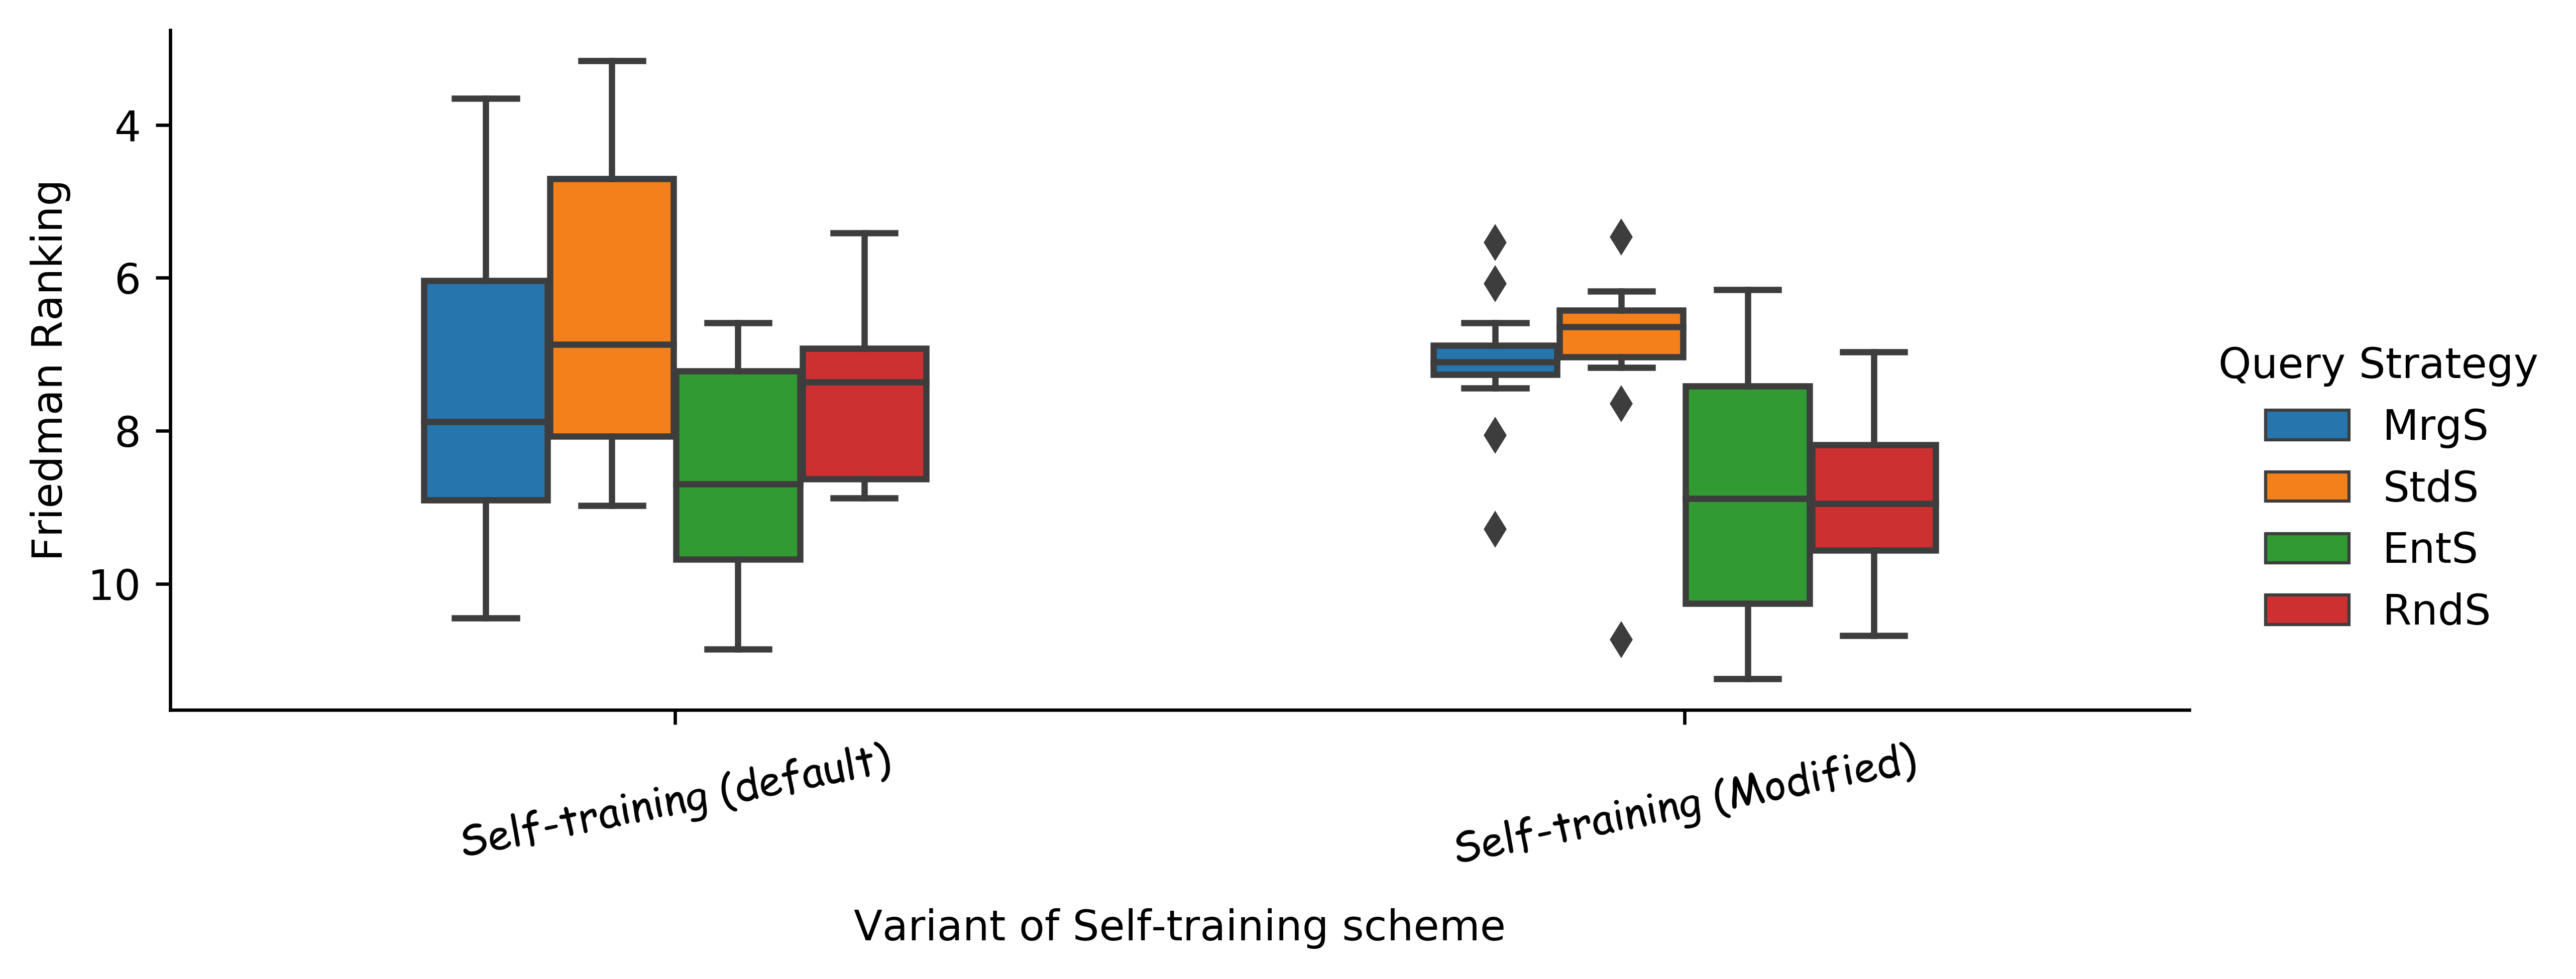 Friedman Ranking
4
6
8
10
Self-training (default)
Self-training (Modified)
Variant of Self-training scheme
Query Strategy
MrgS
StdS
EntS
RndS